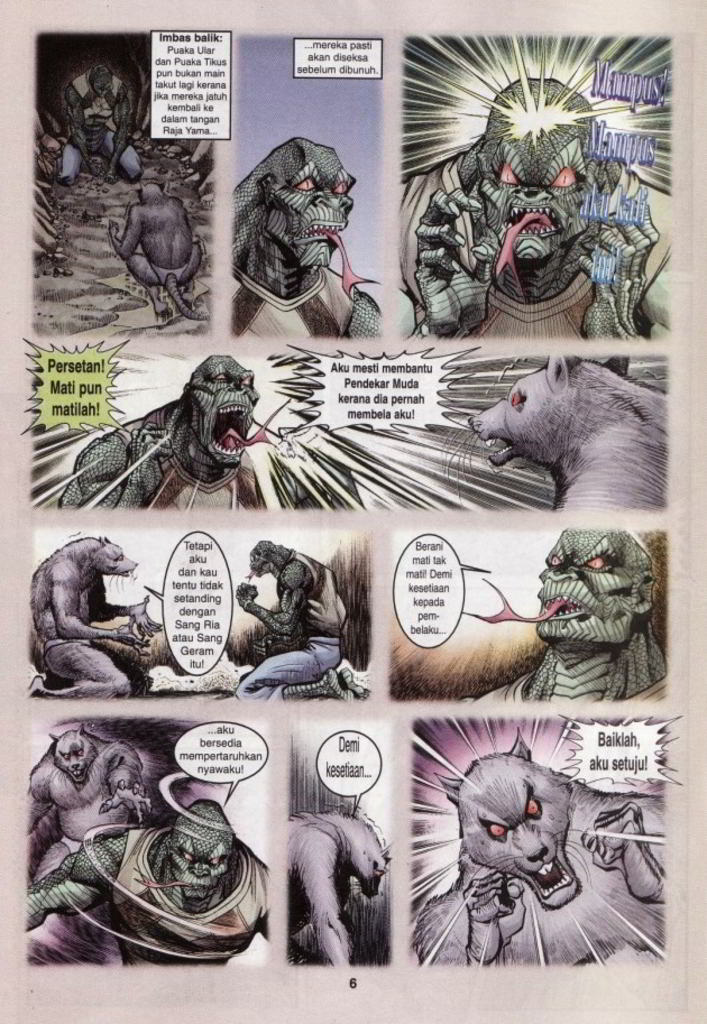 Imbas balik:
Puaka Ular
dan Puaka Tikus
pun bukan main
takut lagi kerana
jika mereka jatuh
kembali ke
dalam tangan
Raja Yama...
...mereka pasti
akan diseksa
sebelum dibunuh.
Mampus!
Mampus
aku kali
ini!
Persetan!
Mati pun
matilah!
Aku mesti membantu
Pendekar Muda
kerana dia pernah
membela aku!
Tetapi
aku
dan kau
tentu tidak
setanding
dengan
Sang Ria
atau Sang
Geram
itu!
Berani
mati tak
mati! Demi
kesetiaan
kepada
pem-
belaku...
...aku
bersedia
mempertaruhkan
nyawaku!
Demi
kesetiaan...
Baiklah,
aku setuju!
6